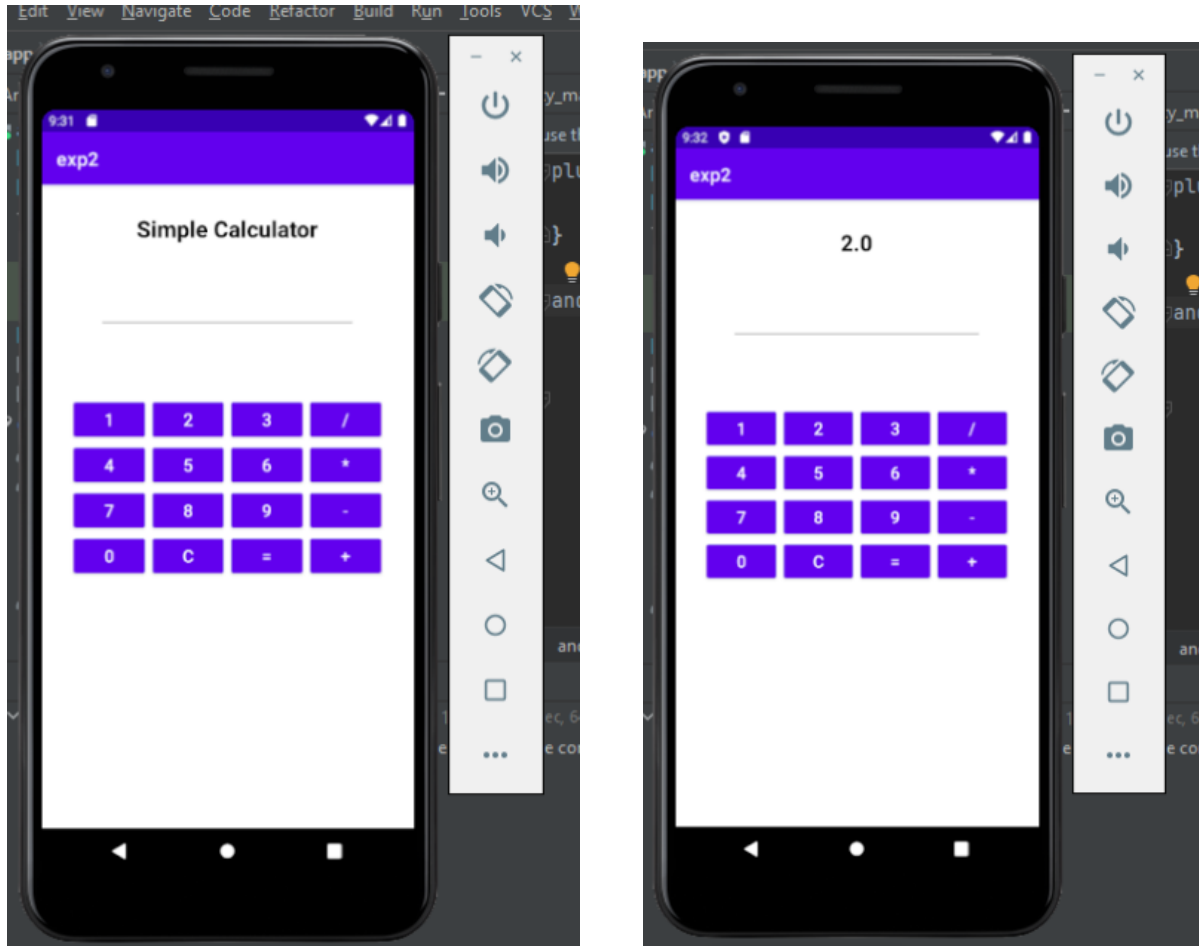 Edit View Navigate Code Refactor Build Run Tools VCS
app
9:31
exp2
Simple Calculator
1 2 3 /
4 5 6 *
7 8 9 -
0 C = +
app
9:32
exp2
2.0
1 2 3 /
4 5 6 *
7 8 9 -
0 C = +